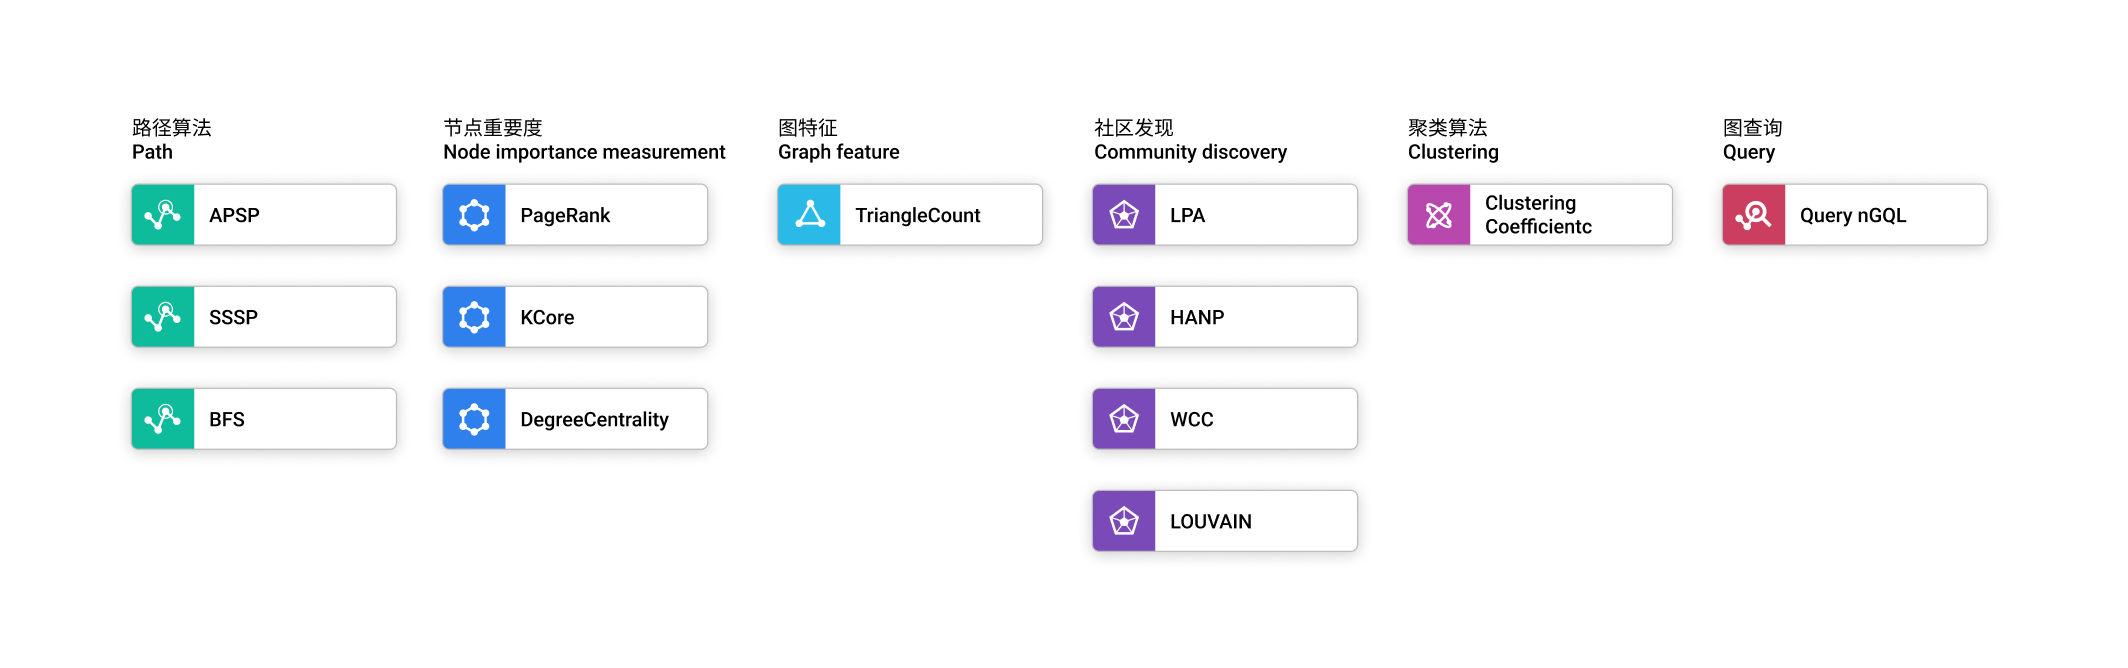 路径算法
Path
APSP
SSSP
BFS
节点重要度
Node importance measurement
PageRank
KCore
DegreeCentrality
图特征
Graph feature
TriangleCount
社区发现
Community discovery
LPA
HANP
WCC
LOUVAIN
聚类算法
Clustering
Clustering
Coefficientc
图查询
Query
Query nGQL